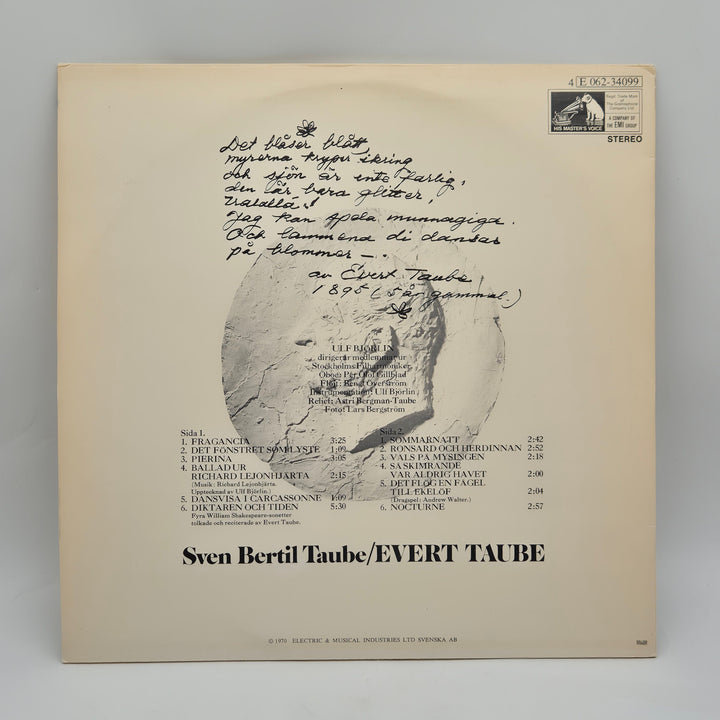 4 E 062-34099
HIS MASTER'S VOICE
Regd. Trade Mark
of
The Gramophone
Company Ltd.
A COMPANY OF
THE EMI GROUP
STEREO
Det blåser blått,
myrerna kryper ikring
och sjön är inte farlig,
den är bara glitter,
tralallá!
Jag kan spela munnagiga.
Och lammena di dansar
på blommer —.
av Evert Taube
1895 (5 år gammal.)
ULF BJÖRLIN
dirigerar medlemmar ur
Stockholms Filharmoniker
Oboe: Per Olof Gillblad
Flöjt: Bengt Överström
Instrumentation: Ulf Björlin
Relief: Astri Bergman-Taube
Foto: Lars Bergström
Sida 1.
1. FRAGANCIA 3:25
2. DET FÖNSTRET SOM LYSTE 1:09
3. PIERINA 3:05
4. BALLAD UR
RICHARD LEJONHJÄRTA 2:15
(Musik: Richard Lejonhjärta.
Upptecknad av Ulf Björlin.)
5. DANSVISA I CARCASSONNE 1:09
6. DIKTAREN OCH TIDEN 5:30
Fyra William Shakespeare-sonetter
tolkade och reciterade av Evert Taube.
Sida 2.
1. SOMMARNATT 2:42
2. RONSARD OCH HERDINNAN 2:52
3. VALS PÅ MYSINGEN 2:18
4. SÅ SKIMRANDE
VAR ALDRIG HAVET 2:00
5. DET FLÖG EN FÅGEL
TILL EKELÖF 2:04
(Dragspel: Andrew Walter.)
6. NOCTURNE 2:57
Sven Bertil Taube/EVERT TAUBE
© 1970 ELECTRIC & MUSICAL INDUSTRIES LTD SVENSKA AB